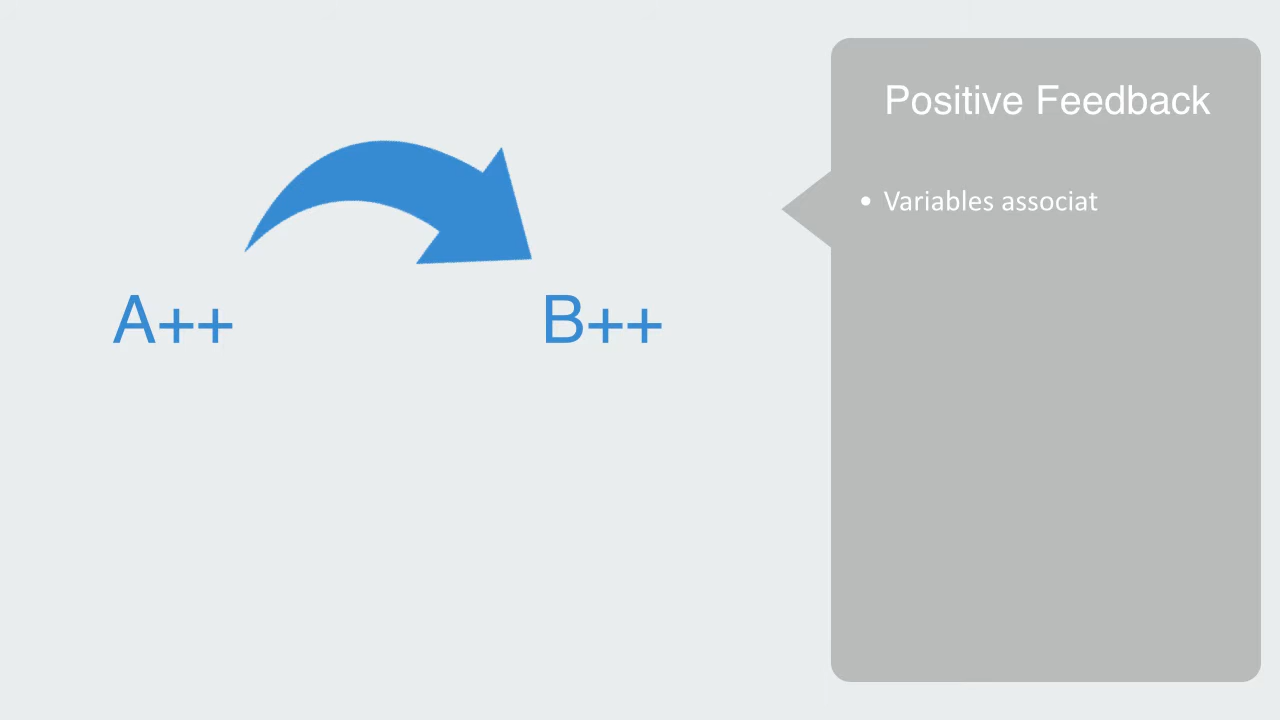 Positive Feedback
• Variables associat
A++ B++